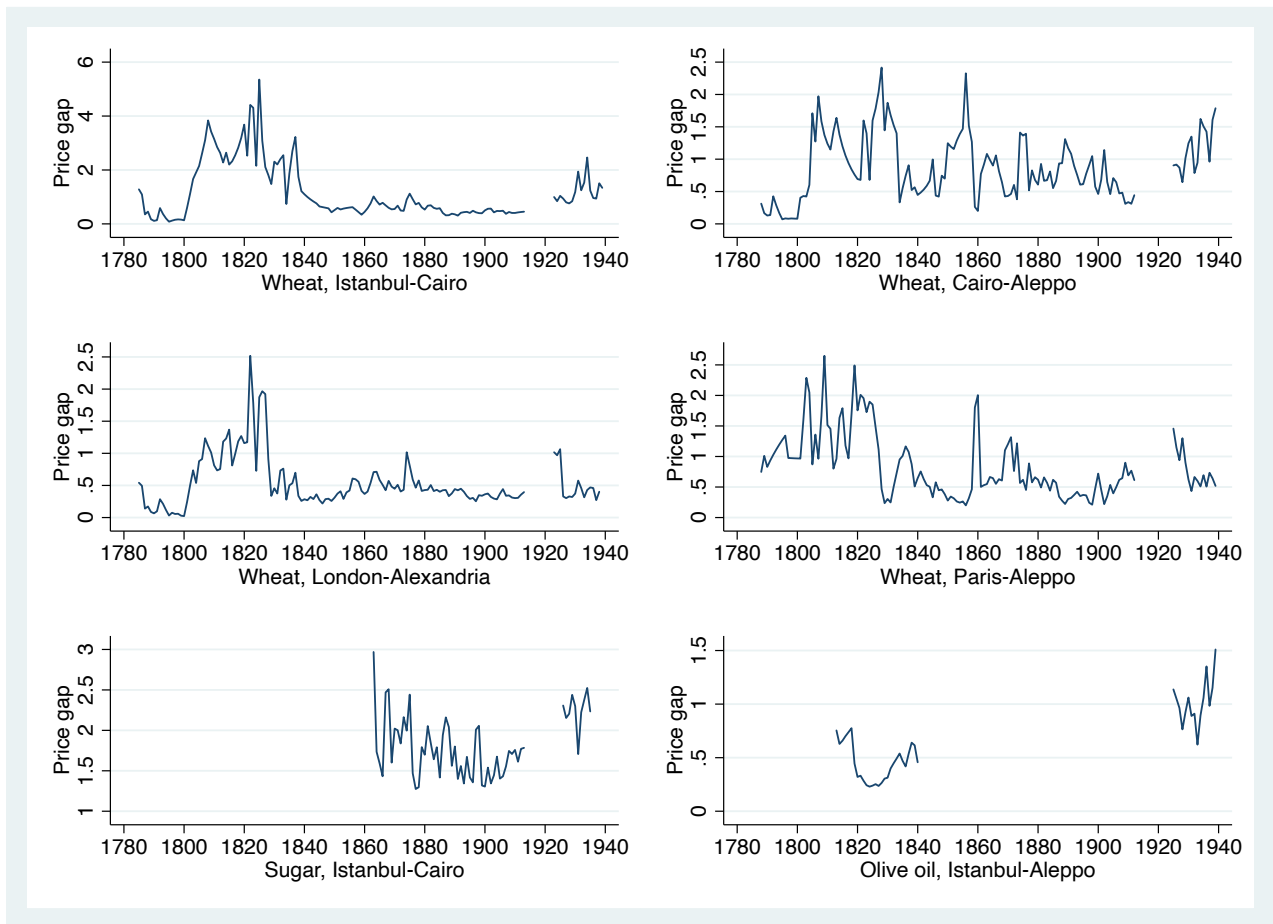 Price gap
6
4
2
0
1780 1800 1820 1840 1860 1880 1900 1920 1940
Wheat, Istanbul-Cairo
Price gap
2.5
2
1.5
1
.5
0
1780 1800 1820 1840 1860 1880 1900 1920 1940
Wheat, Cairo-Aleppo
Price gap
2.5
2
1.5
1
.5
0
1780 1800 1820 1840 1860 1880 1900 1920 1940
Wheat, London-Alexandria
Price gap
2.5
2
1.5
1
.5
0
1780 1800 1820 1840 1860 1880 1900 1920 1940
Wheat, Paris-Aleppo
Price gap
3
2.5
2
1.5
1
1780 1800 1820 1840 1860 1880 1900 1920 1940
Sugar, Istanbul-Cairo
Price gap
1.5
1
0.5
0
1780 1800 1820 1840 1860 1880 1900 1920 1940
Olive oil, Istanbul-Aleppo